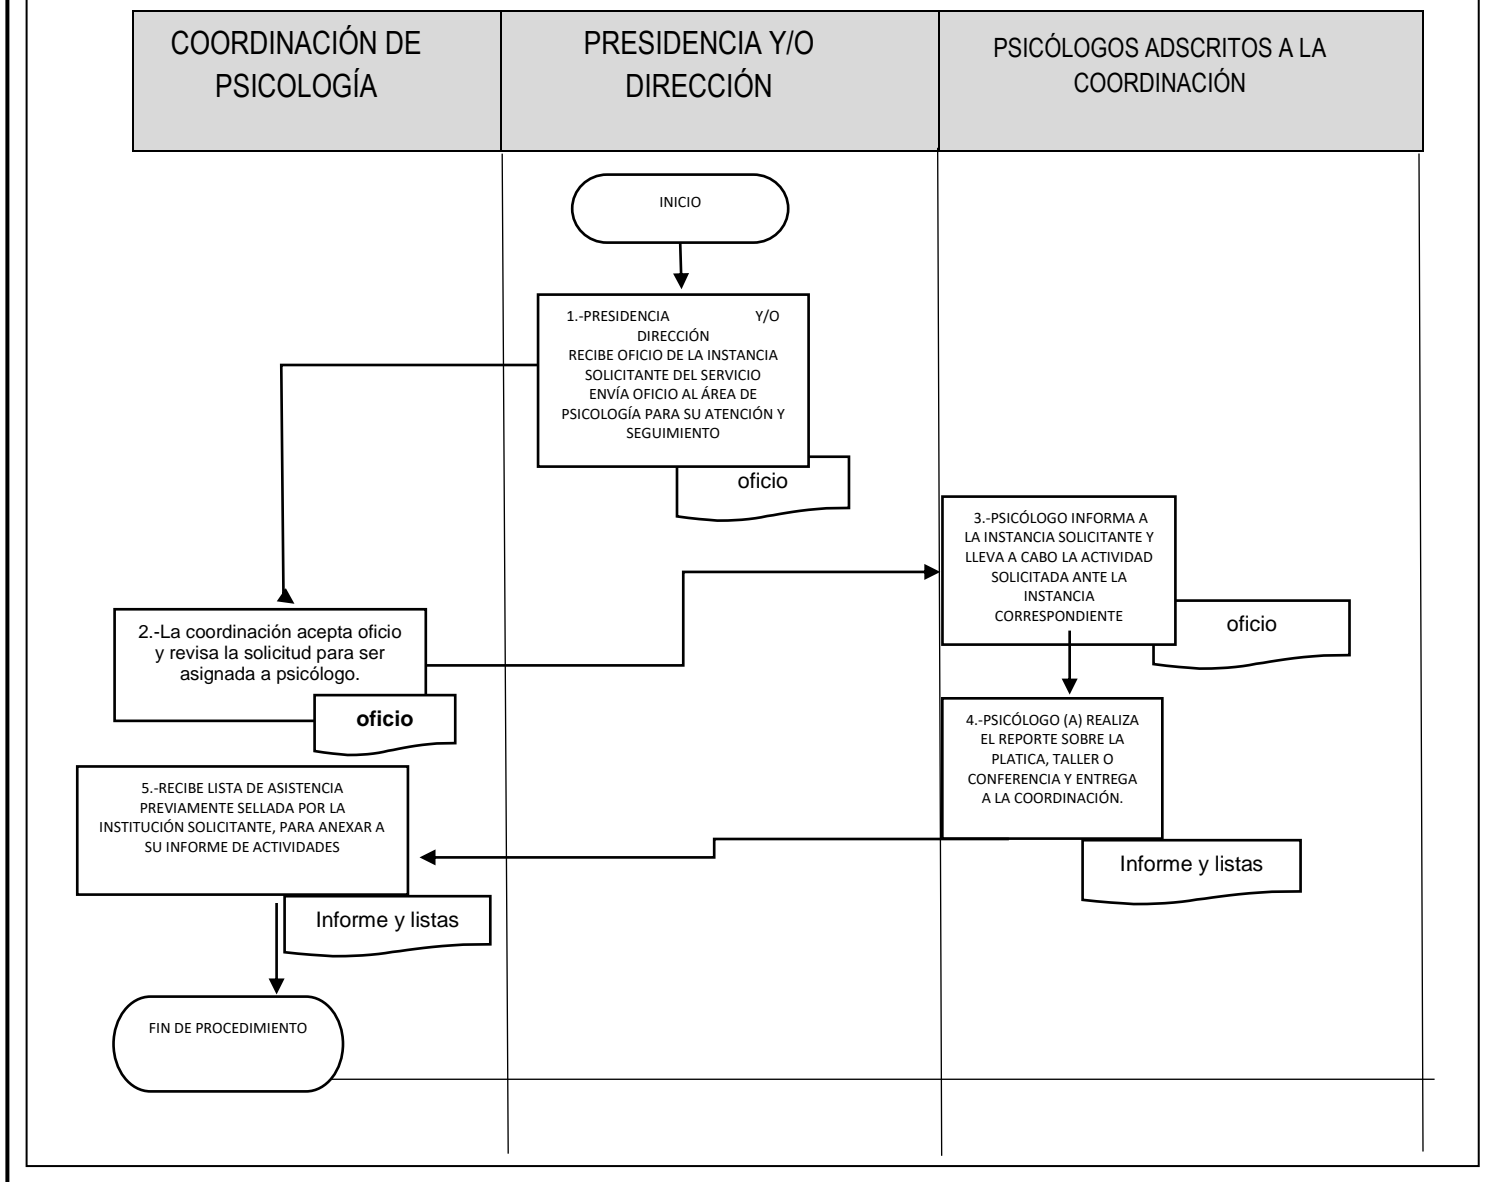 COORDINACIÓN DE
PSICOLOGÍA
PRESIDENCIA Y/O
DIRECCIÓN
PSICÓLOGOS ADSCRITOS A LA
COORDINACIÓN
INICIO
1.-PRESIDENCIA Y/O
DIRECCIÓN
RECIBE OFICIO DE LA INSTANCIA
SOLICITANTE DEL SERVICIO
ENVÍA OFICIO AL ÁREA DE
PSICOLOGÍA PARA SU ATENCIÓN Y
SEGUIMIENTO
oficio
2.-La coordinación acepta oficio
y revisa la solicitud para ser
asignada a psicólogo.
oficio
3.-PSICÓLOGO INFORMA A
LA INSTANCIA SOLICITANTE Y
LLEVA A CABO LA ACTIVIDAD
SOLICITADA ANTE LA
INSTANCIA
CORRESPONDIENTE
oficio
4.-PSICÓLOGO (A) REALIZA
EL REPORTE SOBRE LA
PLATICA, TALLER O
CONFERENCIA Y ENTREGA
A LA COORDINACIÓN.
Informe y listas
5.-RECIBE LISTA DE ASISTENCIA
PREVIAMENTE SELLADA POR LA
INSTITUCIÓN SOLICITANTE, PARA ANEXAR A
SU INFORME DE ACTIVIDADES
Informe y listas
FIN DE PROCEDIMIENTO